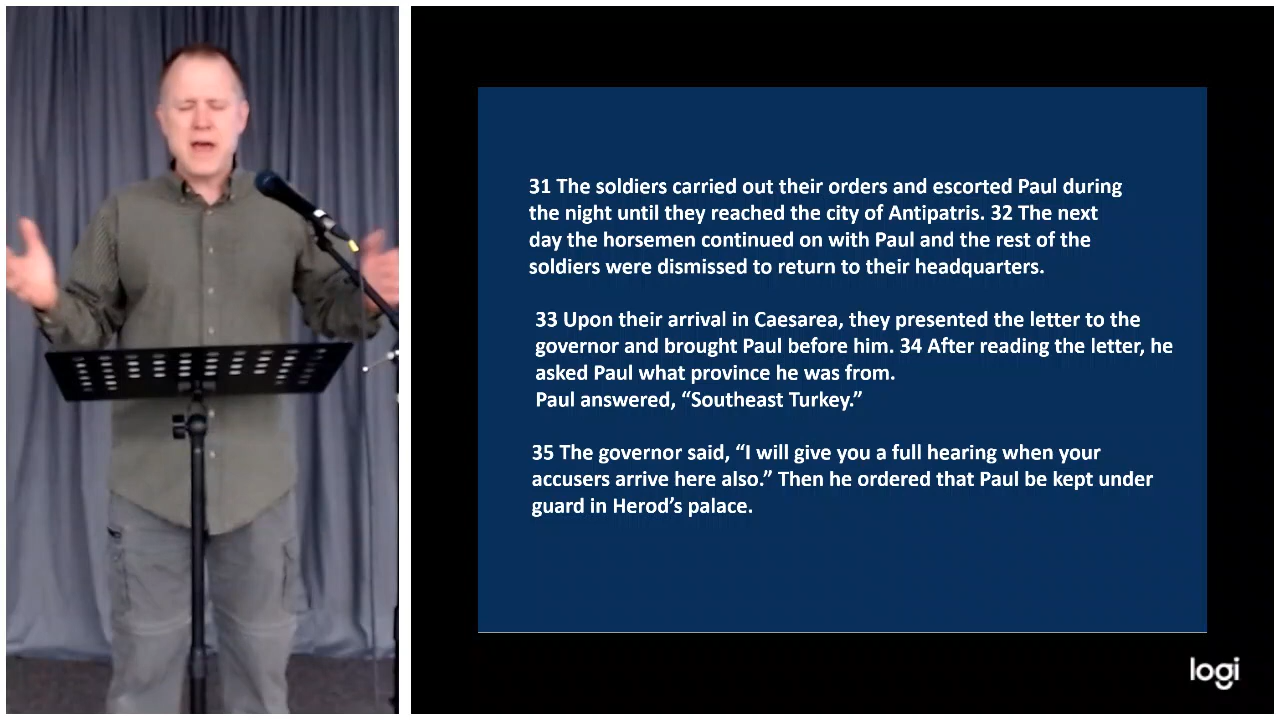 31 The soldiers carried out their orders and escorted Paul during
the night until they reached the city of Antipatris. 32 The next
day the horsemen continued on with Paul and the rest of the
soldiers were dismissed to return to their headquarters.
33 Upon their arrival in Caesarea, they presented the letter to the
governor and brought Paul before him. 34 After reading the letter, he
asked Paul what province he was from.
Paul answered, “Southeast Turkey.”
35 The governor said, “I will give you a full hearing when your
accusers arrive here also.” Then he ordered that Paul be kept under
guard in Herod’s palace.
logi